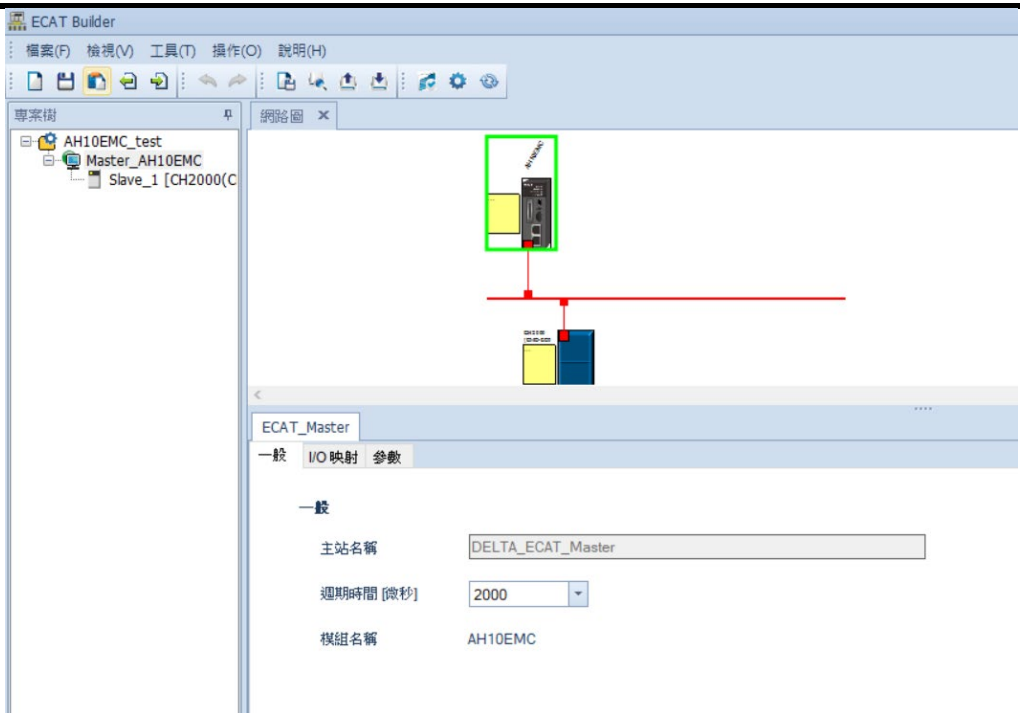 ECAT Builder
檔案(F) 檢視(V) 工具(T) 操作(O) 說明(H)
專案樹
網路圖
AH10EMC_test
Master_AH10EMC
Slave_1 [CH2000(C
AH10EMC
ECAT_Master
一般 I/O 映射 參數
一般
主站名稱 DELTA_ECAT_Master
週期時間 [微秒] 2000
模組名稱 AH10EMC